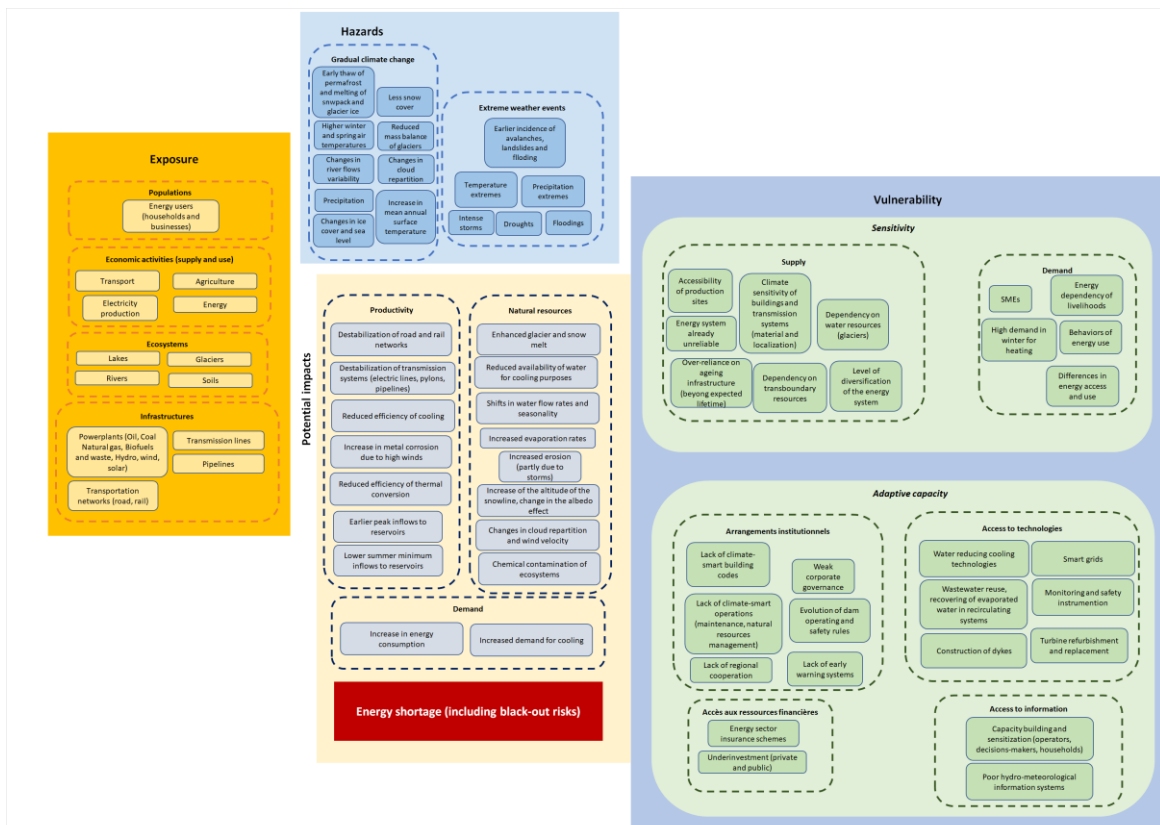 Hazards
Gradual climate change
Early thaw of
permafrost
and melting of
snwpack and
glacier ice
Less snow
cover
Higher winter
and spring air
temperatures
Reduced
mass balance
of glaciers
Changes in
river flows
variability
Changes in
cloud
repartition
Precipitation
Increase in
mean annual
surface
temperature
Changes in ice
cover and sea
level
Extreme weather events
Earlier incidence of
avalanches,
landslides and
flloding
Temperature
extremes
Precipitation
extremes
Intense
storms
Droughts
Floodings
Exposure
Populations
Energy users
(households and
businesses)
Economic activities (supply and use)
Transport
Agriculture
Electricity
production
Energy
Ecosystems
Lakes
Glaciers
Rivers
Soils
Infrastructures
Powerplants (Oil, Coal
Natural gas, Biofuels
and waste, Hydro, wind,
solar)
Transmission lines
Pipelines
Transportation
networks (road, rail)
Potential impacts
Productivity
Destabilization of road and rail
networks
Destabilization of transmission
systems (electric lines, pylons,
pipelines)
Reduced efficiency of cooling
Increase in metal corrosion
due to high winds
Reduced efficiency of thermal
conversion
Earlier peak inflows to
reservoirs
Lower summer minimum
inflows to reservoirs
Natural resources
Enhanced glacier and snow
melt
Reduced availability of water
for cooling purposes
Shifts in water flow rates and
seasonality
Increased evaporation rates
Increased erosion
(partly due to
storms)
Increase of the altitude of the
snowline, change in the albedo
effect
Changes in cloud repartition
and wind velocity
Chemical contamination of
ecosystems
Demand
Increase in energy
consumption
Increased demand for cooling
Energy shortage (including black-out risks)
Vulnerability
Sensitivity
Supply
Accessibility
of production
sites
Climate
sensitivity of
buildings and
transmission
systems
(material and
localization)
Dependency on
water resources
(glaciers)
Energy system
already
unreliable
Over-reliance on
ageing
infrastructure
(beyong expected
lifetime)
Dependency on
transboundary
resources
Level of
diversification
of the energy
system
Demand
SMEs
Energy
dependency of
livelihoods
High demand in
winter for
heating
Behaviors of
energy use
Differences in
energy access
and use
Adaptive capacity
Arrangements institutionnels
Lack of climate-
smart building
codes
Weak
corporate
governance
Lack of climate-smart
operations
(maintenance, natural
resources
management)
Evolution of dam
operating and
safety rules
Lack of regional
cooperation
Lack of early
warning systems
Access to technologies
Water reducing cooling
technologies
Smart grids
Wastewater reuse,
recovering of evaporated
water in recirculating
systems
Monitoring and safety
instrumention
Construction of dykes
Turbine refurbishment
and replacement
Accès aux ressources financières
Energy sector
insurance schemes
Underinvestment (private
and public)
Access to information
Capacity building and
sensitization (operators,
decisions-makers, households)
Poor hydro-meteorological
information systems